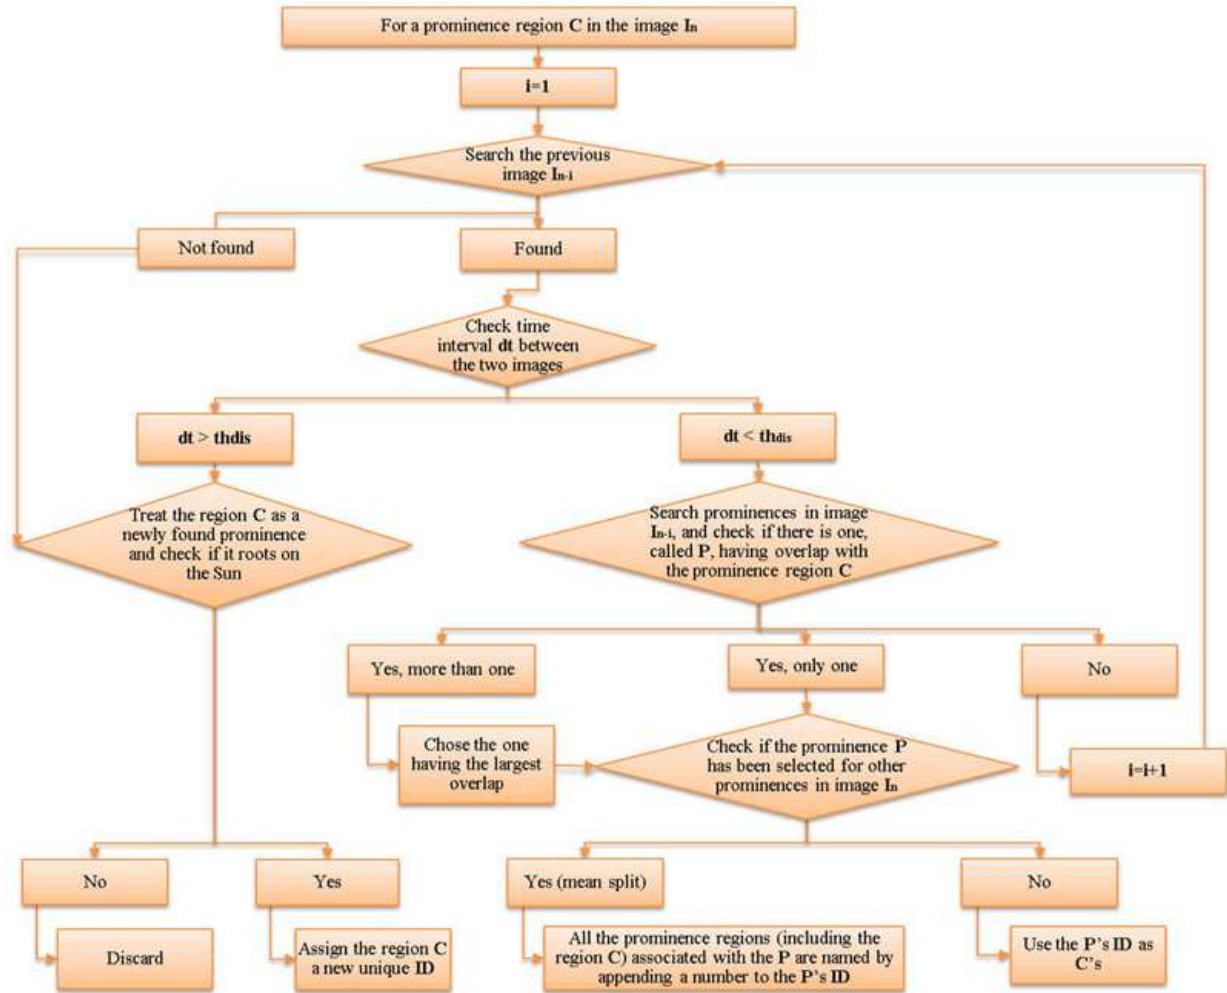 For a prominence region C in the image In
i=1
Search the previous
image In-i
Not found
Found
Check time
interval dt between
the two images
dt > thdis
dt < thdis
Treat the region C as a
newly found prominence
and check if it roots on
the Sun
Search prominences in image
In-i, and check if there is one,
called P, having overlap with
the prominence region C
Yes, more than one
Yes, only one
No
Chose the one
having the largest
overlap
Check if the prominence P
has been selected for other
prominences in image In
i=i+1
No
Yes
Yes (mean split)
No
Discard
Assign the region C
a new unique ID
All the prominence regions (including the
region C) associated with the P are named by
appending a number to the P's ID
Use the P's ID as
C's